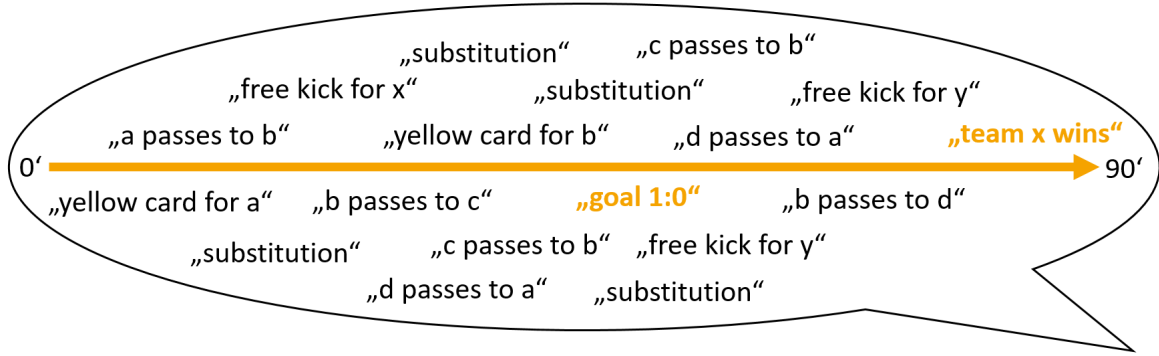 „substitution“ „c passes to b“
„free kick for x“ „substitution“ „free kick for y“
„a passes to b“ „yellow card for b“ „d passes to a“ „team x wins“
0‘ 90‘
„yellow card for a“ „b passes to c“ „goal 1:0“ „b passes to d“
„substitution“ „c passes to b“ „free kick for y“
„d passes to a“ „substitution“